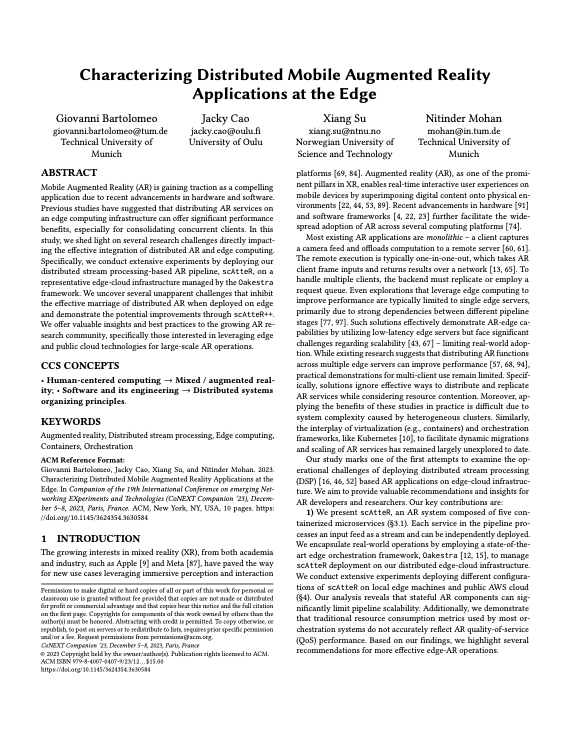 Characterizing Distributed Mobile Augmented Reality
Applications at the Edge
Giovanni Bartolomeo
giovanni.bartolomeo@tum.de
Technical University of
Munich
Jacky Cao
jacky.cao@oulu.fi
University of Oulu
Xiang Su
xiang.su@ntnu.no
Norwegian University of
Science and Technology
Nitinder Mohan
mohan@in.tum.de
Technical University of
Munich
ABSTRACT
Mobile Augmented Reality (AR) is gaining traction as a compelling
application due to recent advancements in hardware and software.
Previous studies have suggested that distributing AR services on
an edge computing infrastructure can offer significant performance
benefits, especially for consolidating concurrent clients. In this
study, we shed light on several research challenges directly impact-
ing the effective integration of distributed AR and edge computing.
Specifically, we conduct extensive experiments by deploying our
distributed stream processing-based AR pipeline, scAtteR, on a
representative edge-cloud infrastructure managed by the Oakestra
framework. We uncover several unapparent challenges that inhibit
the effective marriage of distributed AR when deployed on edge
and demonstrate the potential improvements through scAtteR++.
We offer valuable insights and best practices to the growing AR re-
search community, specifically those interested in leveraging edge
and public cloud technologies for large-scale AR operations.
CCS CONCEPTS
• Human-centered computing → Mixed / augmented real-
ity; • Software and its engineering → Distributed systems
organizing principles.
KEYWORDS
Augmented reality, Distributed stream processing, Edge computing,
Containers, Orchestration
ACM Reference Format:
Giovanni Bartolomeo, Jacky Cao, Xiang Su, and Nitinder Mohan. 2023.
Characterizing Distributed Mobile Augmented Reality Applications at the
Edge. In Companion of the 19th International Conference on emerging Net-
working EXperiments and Technologies (CoNEXT Companion '23), Decem-
ber 5–8, 2023, Paris, France. ACM, New York, NY, USA, 10 pages. https:
//doi.org/10.1145/3624354.3630584
1 INTRODUCTION
The growing interests in mixed reality (XR), from both academia
and industry, such as Apple [9] and Meta [87], have paved the way
for new use cases leveraging immersive perception and interaction
Permission to make digital or hard copies of all or part of this work for personal or
classroom use is granted without fee provided that copies are not made or distributed
for profit or commercial advantage and that copies bear this notice and the full citation
on the first page. Copyrights for components of this work owned by others than the
author(s) must be honored. Abstracting with credit is permitted. To copy otherwise, or
republish, to post on servers or to redistribute to lists, requires prior specific permission
and/or a fee. Request permissions from permissions@acm.org.
CoNEXT Companion '23, December 5–8, 2023, Paris, France
© 2023 Copyright held by the owner/author(s). Publication rights licensed to ACM.
ACM ISBN 979-8-4007-0407-9/23/12...$15.00
https://doi.org/10.1145/3624354.3630584
platforms [69, 84]. Augmented reality (AR), as one of the promi-
nent pillars in XR, enables real-time interactive user experiences on
mobile devices by superimposing digital content onto physical en-
vironments [22, 44, 53, 89]. Recent advancements in hardware [91]
and software frameworks [4, 22, 23] further facilitate the wide-
spread adoption of AR across several computing platforms [74].
Most existing AR applications are monolithic – a client captures
a camera feed and offloads computation to a remote server [60, 61].
The remote execution is typically one-in-one-out, which takes AR
client frame inputs and returns results over a network [13, 65]. To
handle multiple clients, the backend must replicate or employ a
request queue. Even explorations that leverage edge computing to
improve performance are typically limited to single edge servers,
primarily due to strong dependencies between different pipeline
stages [77, 97]. Such solutions effectively demonstrate AR-edge ca-
pabilities by utilizing low-latency edge servers but face significant
challenges regarding scalability [43, 67] – limiting real-world adop-
tion. While existing research suggests that distributing AR functions
across multiple edge servers can improve performance [57, 68, 94],
practical demonstrations for multi-client use remain limited. Specif-
ically, solutions ignore effective ways to distribute and replicate
AR services while considering resource contention. Moreover, ap-
plying the benefits of these studies in practice is difficult due to
system complexity caused by heterogeneous clusters. Similarly,
the interplay of virtualization (e.g., containers) and orchestration
frameworks, like Kubernetes [10], to facilitate dynamic migrations
and scaling of AR services has remained largely unexplored to date.
Our study marks one of the first attempts to examine the op-
erational challenges of deploying distributed stream processing
(DSP) [16, 46, 52] based AR applications on edge-cloud infrastruc-
ture. We aim to provide valuable recommendations and insights for
AR developers and researchers. Our key contributions are:
1) We present scAtteR, an AR system composed of five con-
tainerized microservices (§3.1). Each service in the pipeline pro-
cesses an input feed as a stream and can be independently deployed.
We encapsulate real-world operations by employing a state-of-the-
art edge orchestration framework, Oakestra [12, 15], to manage
scAtteR deployment on our distributed edge-cloud infrastructure.
We conduct extensive experiments deploying different configura-
tions of scAtteR on local edge machines and public AWS cloud
(§4). Our analysis reveals that stateful AR components can sig-
nificantly limit pipeline scalability. Additionally, we demonstrate
that traditional resource consumption metrics used by most or-
chestration systems do not accurately reflect AR quality-of-service
(QoS) performance. Based on our findings, we highlight several
recommendations for more effective edge-AR operations.